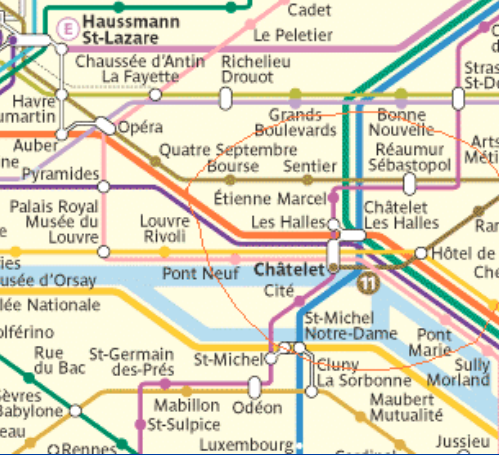 E
Haussmann
St-Lazare
Cadet
Le Peletier
Chaussée d'Antin
La Fayette
Richelieu
Drouot
Stras
St-De
Havre
umartin
Opéra
Grands
Boulevards
Bonne
Nouvelle
Auber
Quatre Septembre
Bourse
Sentier
Réaumur
Sébastopol
Arts
Méti
Pyramides
Étienne Marcel
Palais Royal
Musée du
Louvre
Louvre
Rivoli
Les Halles
Châtelet
Les Halles
Ram
Pont Neuf
Châtelet
Hôtel de
Che
11
usée d'Orsay
Cité
lée Nationale
St-Michel
Notre-Dame
Pont
Marie
olférino
Rue
du Bac
St-Germain
des-Prés
St-Michel
Cluny
La Sorbonne
Sully
Morland
Sèvres
Babylone
Mabillon
Odéon
Maubert
Mutualité
St-Sulpice
eau
Rennes
Luxembourg
Cardinal
Jussieu